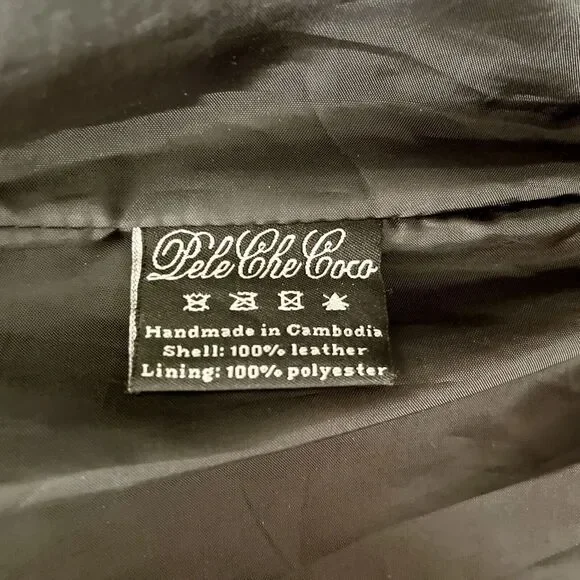 Pele Che Coco
Handmade in Cambodia
Shell: 100% leather
Lining: 100% polyester